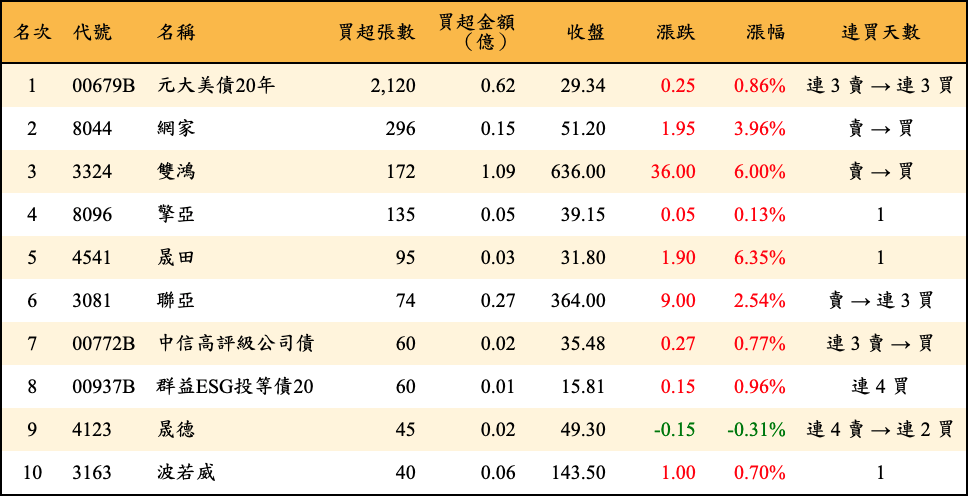 名次 代號 名稱 買超張數 買超金額（億） 收盤 漲跌 漲幅 連買天數
1 00679B 元大美債20年 2,120 0.62 29.34 0.25 0.86% 連 3 賣 → 連 3 買
2 8044 網家 296 0.15 51.20 1.95 3.96% 賣 → 買
3 3324 雙鴻 172 1.09 636.00 36.00 6.00% 賣 → 買
4 8096 擎亞 135 0.05 39.15 0.05 0.13% 1
5 4541 晟田 95 0.03 31.80 1.90 6.35% 1
6 3081 聯亞 74 0.27 364.00 9.00 2.54% 賣 → 連 3 買
7 00772B 中信高評級公司債 60 0.02 35.48 0.27 0.77% 連 3 賣 → 買
8 00937B 群益ESG投等債20 60 0.01 15.81 0.15 0.96% 連 4 買
9 4123 晟德 45 0.02 49.30 -0.15 -0.31% 連 4 賣 → 連 2 買
10 3163 波若威 40 0.06 143.50 1.00 0.70% 1